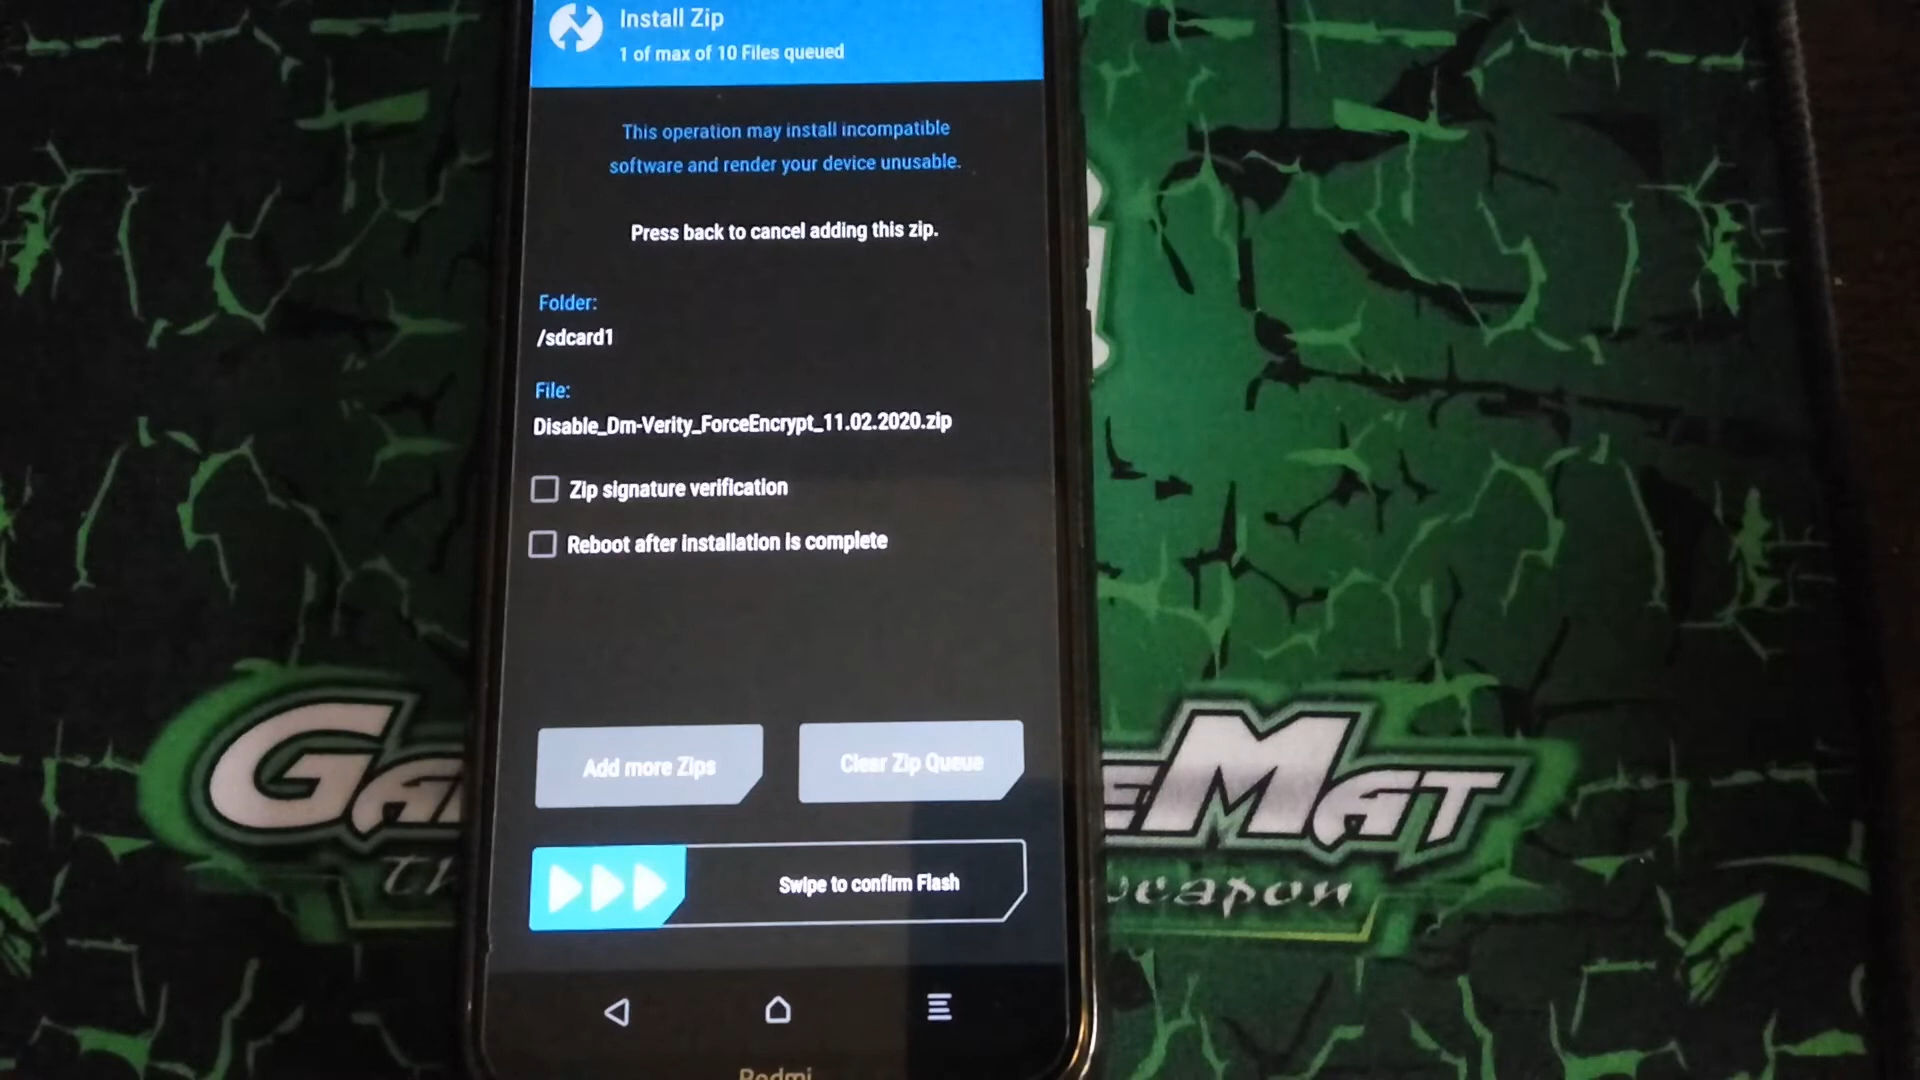 Install Zip
1 of max of 10 Files queued
This operation may install incompatible
software and render your device unusable.
Press back to cancel adding this zip.
Folder:
/sdcard1
File:
Disable_Dm-Verity_ForceEncrypt_11.02.2020.zip
Zip signature verification
Reboot after installation is complete
Add more Zips
Clear Zip Queue
Swipe to confirm Flash
Redmi